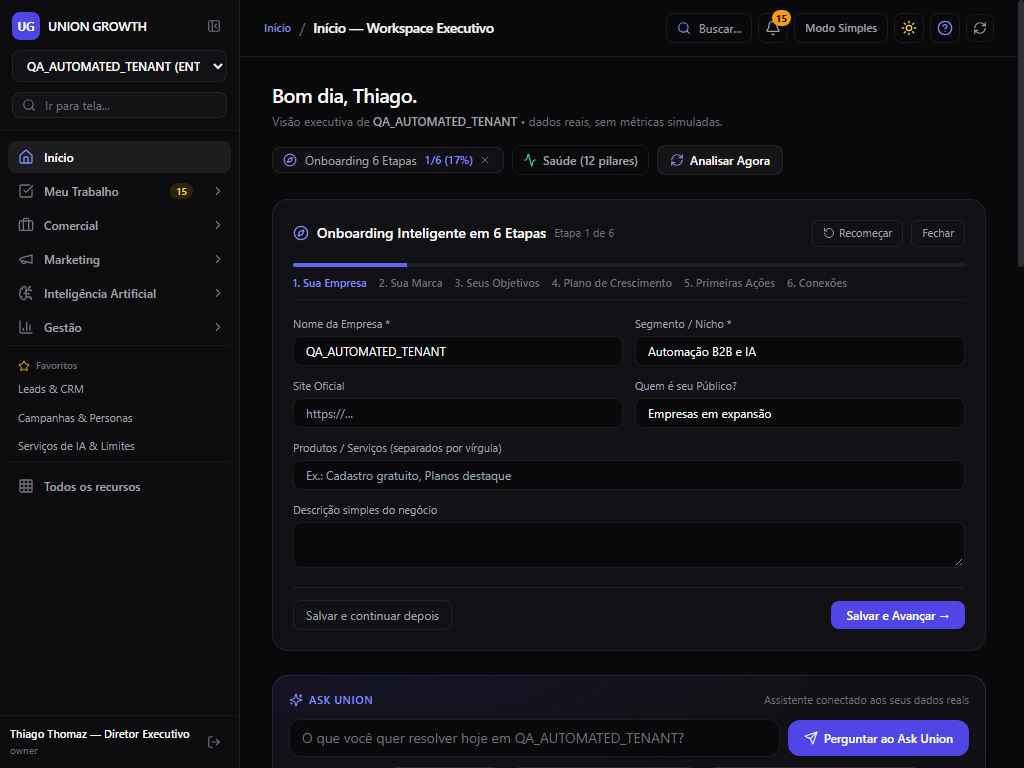 UG UNION GROWTH
QA_AUTOMATED_TENANT (ENT
Ir para tela...
Início
Meu Trabalho 15
Comercial
Marketing
Inteligência Artificial
Gestão
Favoritos
Leads & CRM
Campanhas & Personas
Serviços de IA & Limites
Todos os recursos
Thiago Thomaz — Diretor Executivo
owner
Início / Início — Workspace Executivo
Buscar...
15
Modo Simples
Bom dia, Thiago.
Visão executiva de QA_AUTOMATED_TENANT • dados reais, sem métricas simuladas.
Onboarding 6 Etapas 1/6 (17%) ×
Saúde (12 pilares)
Analisar Agora
Onboarding Inteligente em 6 Etapas Etapa 1 de 6
Recomeçar
Fechar
1. Sua Empresa 2. Sua Marca 3. Seus Objetivos 4. Plano de Crescimento 5. Primeiras Ações 6. Conexões
Nome da Empresa * Segmento / Nicho *
QA_AUTOMATED_TENANT Automação B2B e IA
Site Oficial Quem é seu Público?
https://... Empresas em expansão
Produtos / Serviços (separados por vírgula)
Ex.: Cadastro gratuito, Planos destaque
Descrição simples do negócio
Salvar e continuar depois Salvar e Avançar →
ASK UNION Assistente conectado aos seus dados reais
O que você quer resolver hoje em QA_AUTOMATED_TENANT? Perguntar ao Ask Union